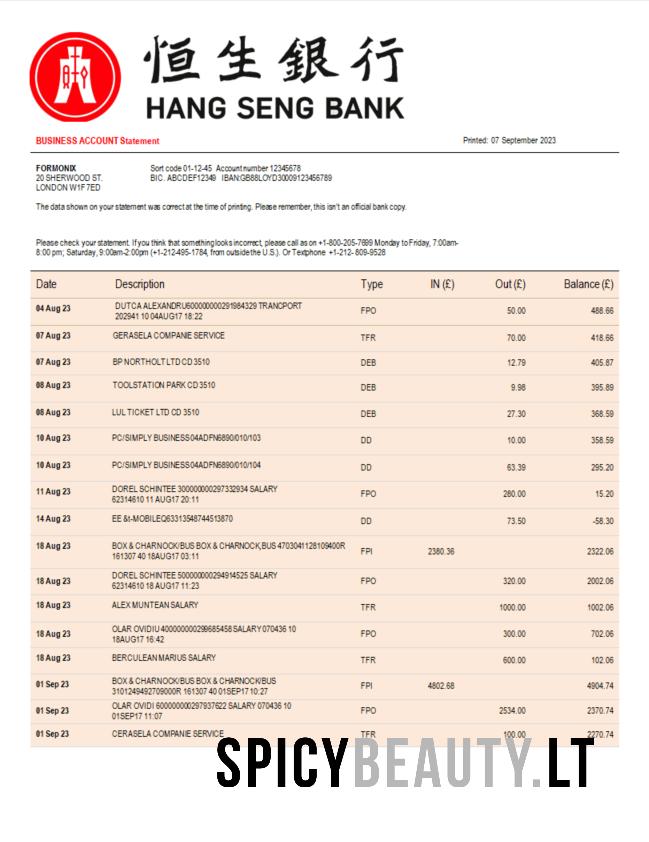 恒生銀行
HANG SENG BANK
BUSINESS ACCOUNT Statement Printed: 07 September 2023
FORMONIX Sort code 01-12-45 Account number 12345678
20 SHERWOOD ST. BIC. ABCDEF12349 IBAN:GB88LOYD30009123456789
LONDON W1F 7ED
The data shown on your statement was correct at the time of printing. Please remember, this isn't an official bank copy.
Please check your statement. If you think that something looks incorrect, please call as on +1-800-205-7699 Monday to Friday, 7:00am-
8:00 pm; Saturday, 9:00am-2:00pm (+1-212-495-1784, from outside the U.S.). Or Textphone +1-212- 809-9528
Date Description Type IN (£) Out (£) Balance (£)
04 Aug 23 DUTCA ALEXANDRU600000000291984329 TRANCPORT FPO 50.00 488.66
202941 10 04AUG17 18:22
07 Aug 23 GERASELA COMPANIE SERVICE TFR 70.00 418.66
07 Aug 23 BP NORTHOLT LTD CD 3510 DEB 12.79 405.87
08 Aug 23 TOOLSTATION PARK CD 3510 DEB 9.98 395.89
08 Aug 23 LUL TICKET LTD CD 3510 DEB 27.30 368.59
10 Aug 23 PC/SIMPLY BUSINESS04ADFN6890/010/103 DD 10.00 358.59
10 Aug 23 PC/SIMPLY BUSINESS04ADFN6890/010/104 DD 63.39 295.20
11 Aug 23 DOREL SCHINTEE 300000000297332934 SALARY FPO 280.00 15.20
62314610 11 AUG17 20:11
14 Aug 23 EE &t-MOBILEQ63313548744513870 DD 73.50 -58.30
18 Aug 23 BOX & CHARNOCK/BUS BOX & CHARNOCK,BUS 4703041128109400R FPI 2380.36 2322.06
161307 40 18AUG17 03:11
18 Aug 23 DOREL SCHINTEE 500000000294914525 SALARY FPO 320.00 2002.06
62314610 18 AUG17 11:23
18 Aug 23 ALEX MUNTEAN SALARY TFR 1000.00 1002.06
18 Aug 23 OLAR OVIDIU 400000000299685458 SALARY 070436 10 FPO 300.00 702.06
18AUG17 16:42
18 Aug 23 BERCULEAN MARIUS SALARY TFR 600.00 102.06
01 Sep 23 BOX & CHARNOCK/BUS BOX & CHARNOCK/BUS FPI 4802.68 4904.74
3101249492709000R 161307 40 01SEP17 10:27
01 Sep 23 OLAR OVIDI 600000000297937622 SALARY 070436 10 FPO 2534.00 2370.74
01SEP17 11:07
01 Sep 23 CERASELA COMPANIE SERVICE TFR 100.00 2270.74
SPICYBEAUTY.LT